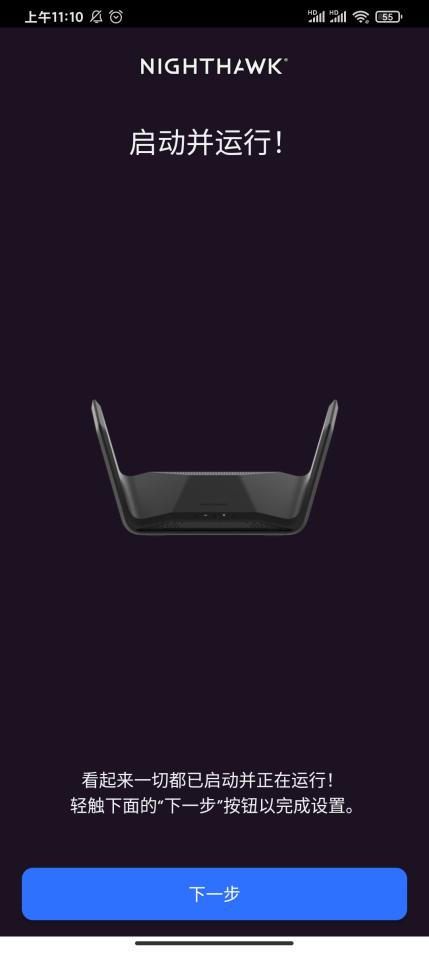 上午11:10 HD HD 55
NIGHTHAWK®
启动并运行！
看起来一切都已启动并正在运行！
轻触下面的“下一步”按钮以完成设置。
下一步